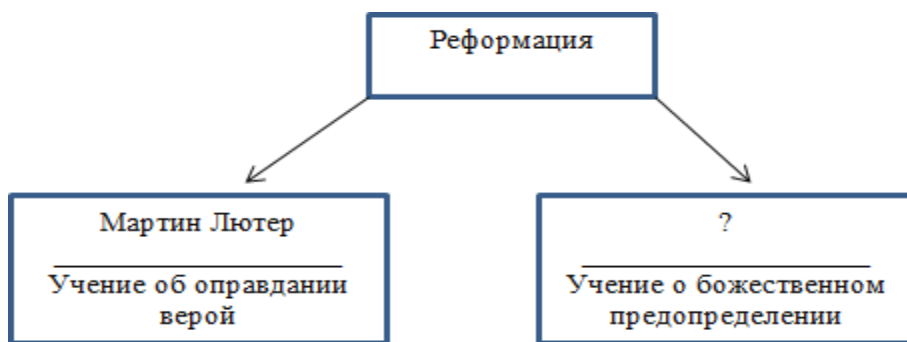 Реформация
Мартин Лютер
Учение об оправдании
верой
?
Учение о божественном
предопределении